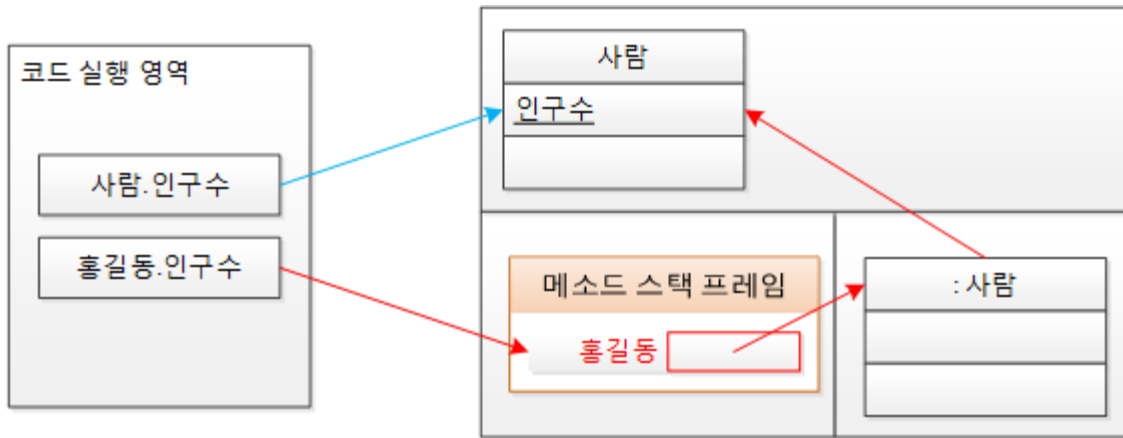 코드 실행 영역
사람.인구수
홍길동.인구수
사람
인구수
메소드 스택 프레임
홍길동
: 사람